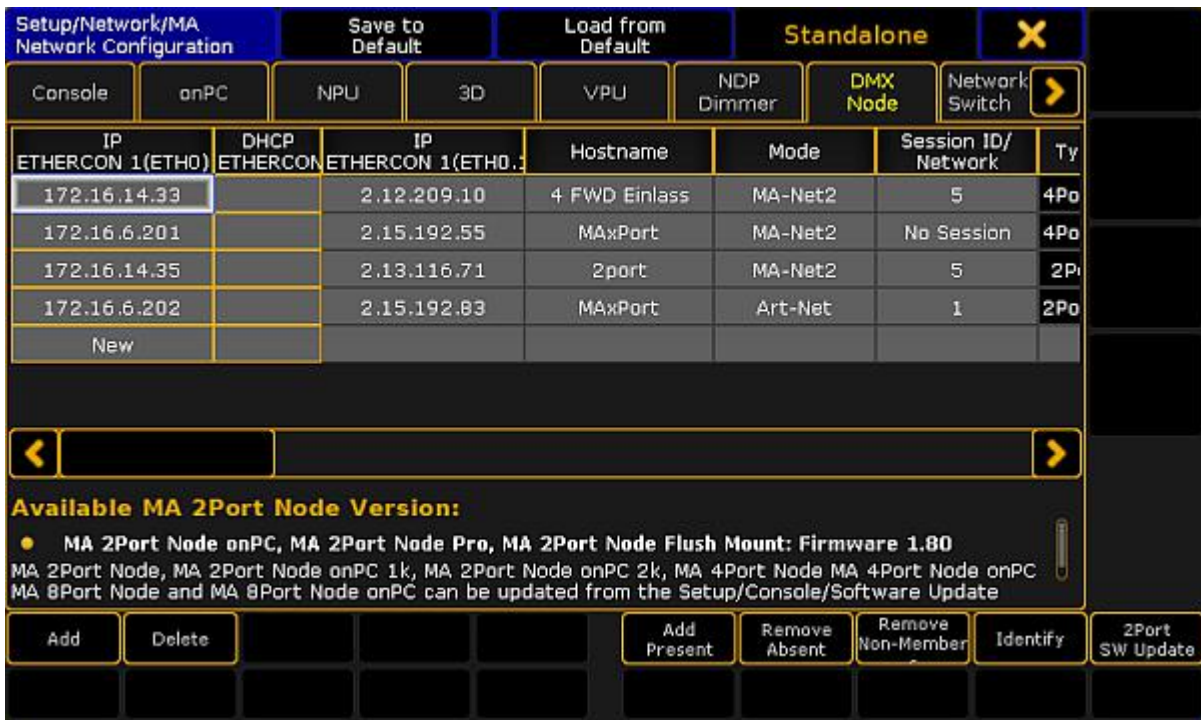 Setup/Network/MA
Network Configuration
Save to
Default
Load from
Default
Standalone
Console onPC NPU 3D VPU NDP
Dimmer DMX
Node Network
Switch
IP
ETHERCON 1(ETH0) DHCP
ETHERCON IP
ETHERCON 1(ETH0.: Hostname Mode Session ID/
Network Ty
172.16.14.33 2.12.209.10 4 FWD Einlass MA-Net2 5 4Po
172.16.6.201 2.15.192.55 MAxPort MA-Net2 No Session 4Po
172.16.14.35 2.13.116.71 2port MA-Net2 5 2P
172.16.6.202 2.15.192.83 MAxPort Art-Net 1 2Po
New
Available MA 2Port Node Version:
MA 2Port Node onPC, MA 2Port Node Pro, MA 2Port Node Flush Mount: Firmware 1.80
MA 2Port Node, MA 2Port Node onPC 1k, MA 2Port Node onPC 2k, MA 4Port Node MA 4Port Node onPC
MA 8Port Node and MA 8Port Node onPC can be updated from the Setup/Console/Software Update
Add Delete Add
Present Remove
Absent Remove
Non-Member Identify 2Port
SW Update